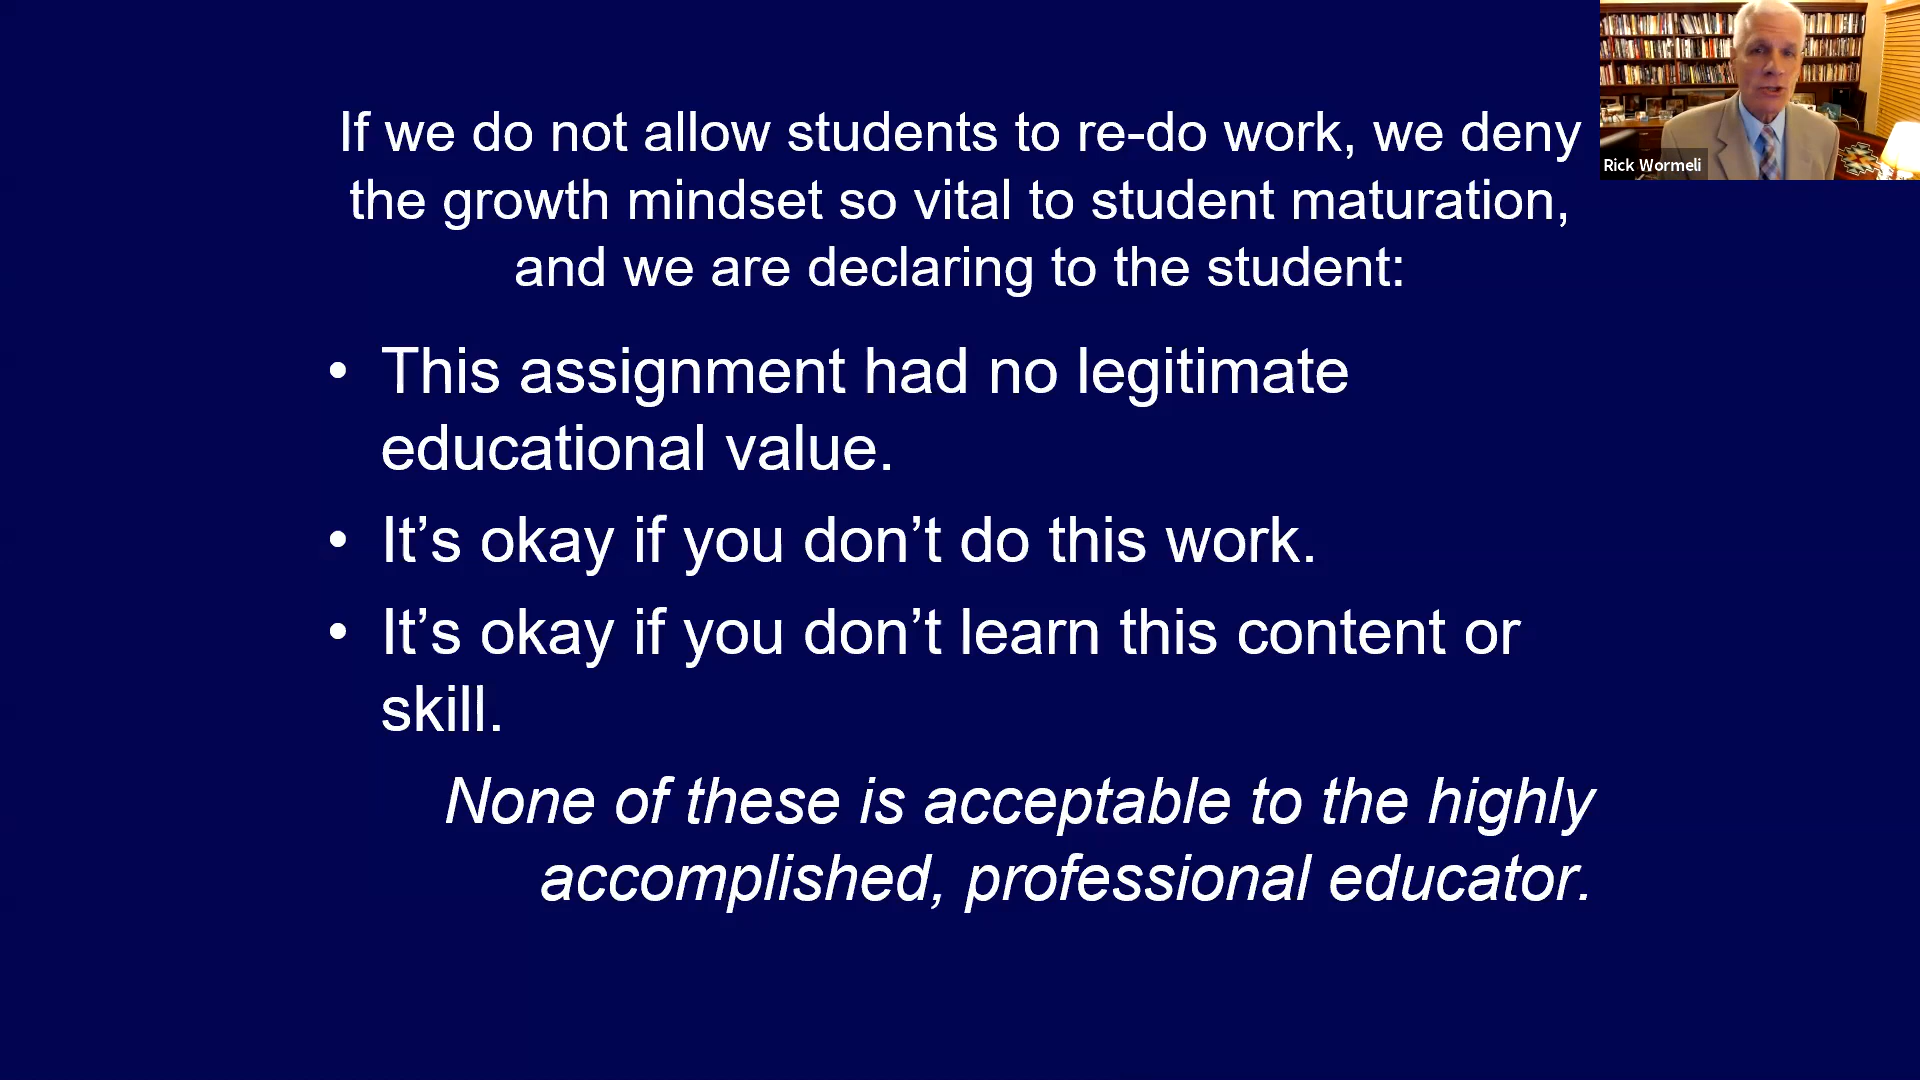 If we do not allow students to re-do work, we deny
the growth mindset so vital to student maturation,
and we are declaring to the student:
• This assignment had no legitimate
educational value.
• It’s okay if you don’t do this work.
• It’s okay if you don’t learn this content or
skill.
None of these is acceptable to the highly
accomplished, professional educator.
Rick Wormeli